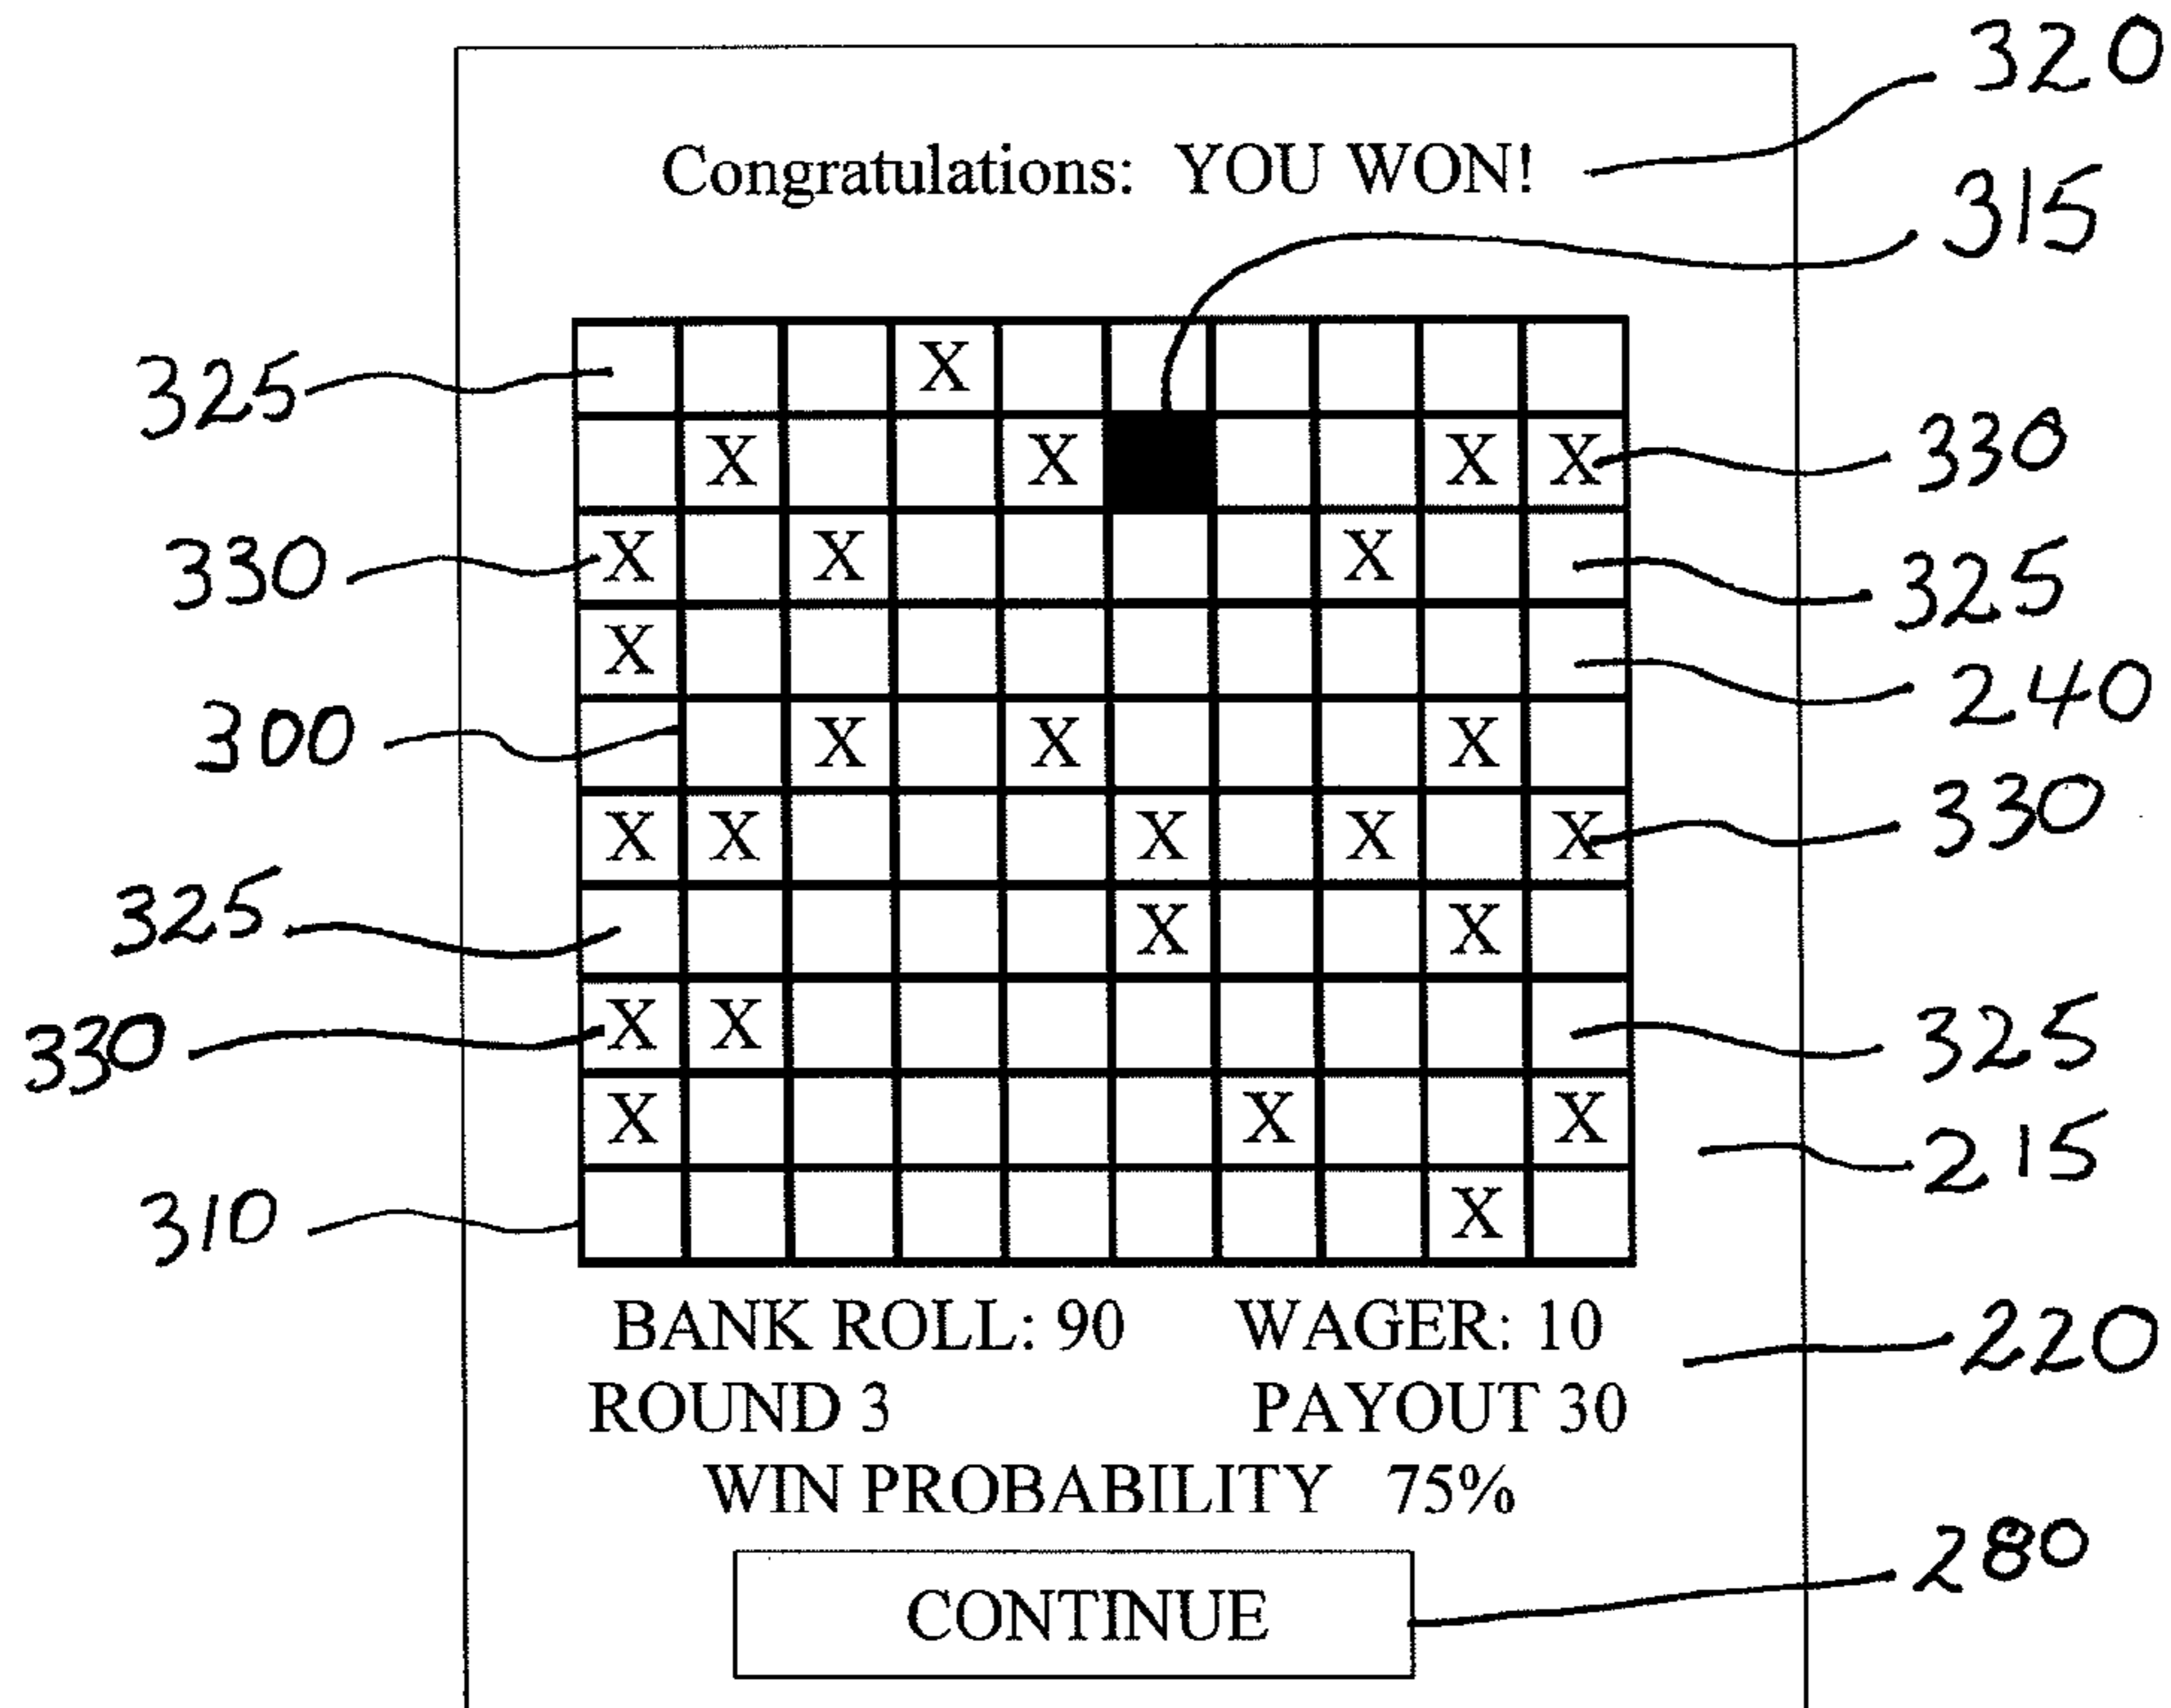 320
Congratulations: YOU WON!
315
325
X
X X X X
330
330
X X X
325
X
240
300
X X X
330
X X X X X
325
X X
330
X X
325
X X X
215
310
X
BANK ROLL: 90 WAGER: 10
220
ROUND 3 PAYOUT 30
WIN PROBABILITY 75%
280
CONTINUE